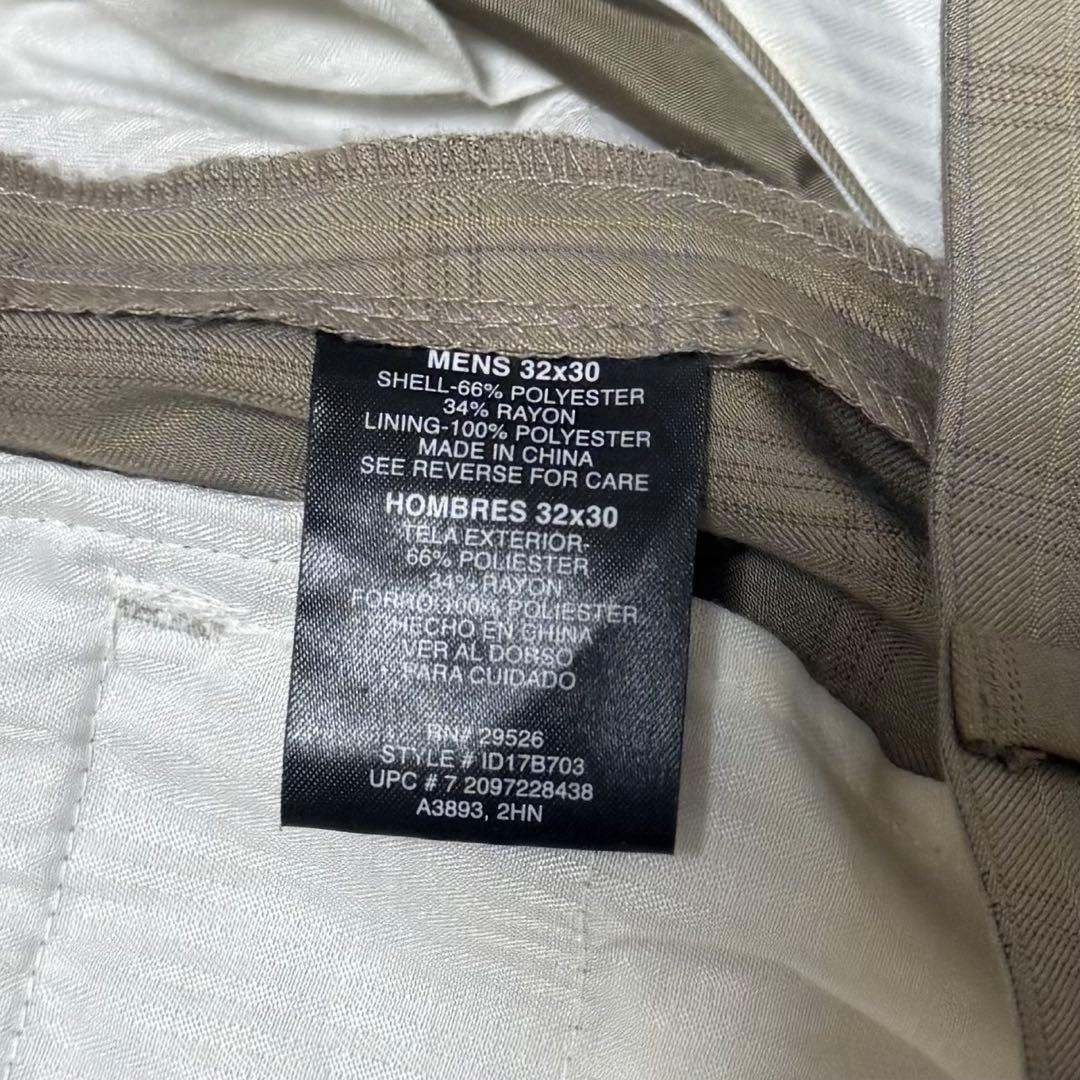 MENS 32x30
SHELL-66% POLYESTER
34% RAYON
LINING-100% POLYESTER
MADE IN CHINA
SEE REVERSE FOR CARE
HOMBRES 32x30
TELA EXTERIOR-
66% POLIESTER
34% RAYON
FORRO-100% POLIESTER
HECHO EN CHINA
VER AL DORSO
PARA CUIDADO
RN# 29526
STYLE # ID17B703
UPC # 7 2097228438
A3893, 2HN